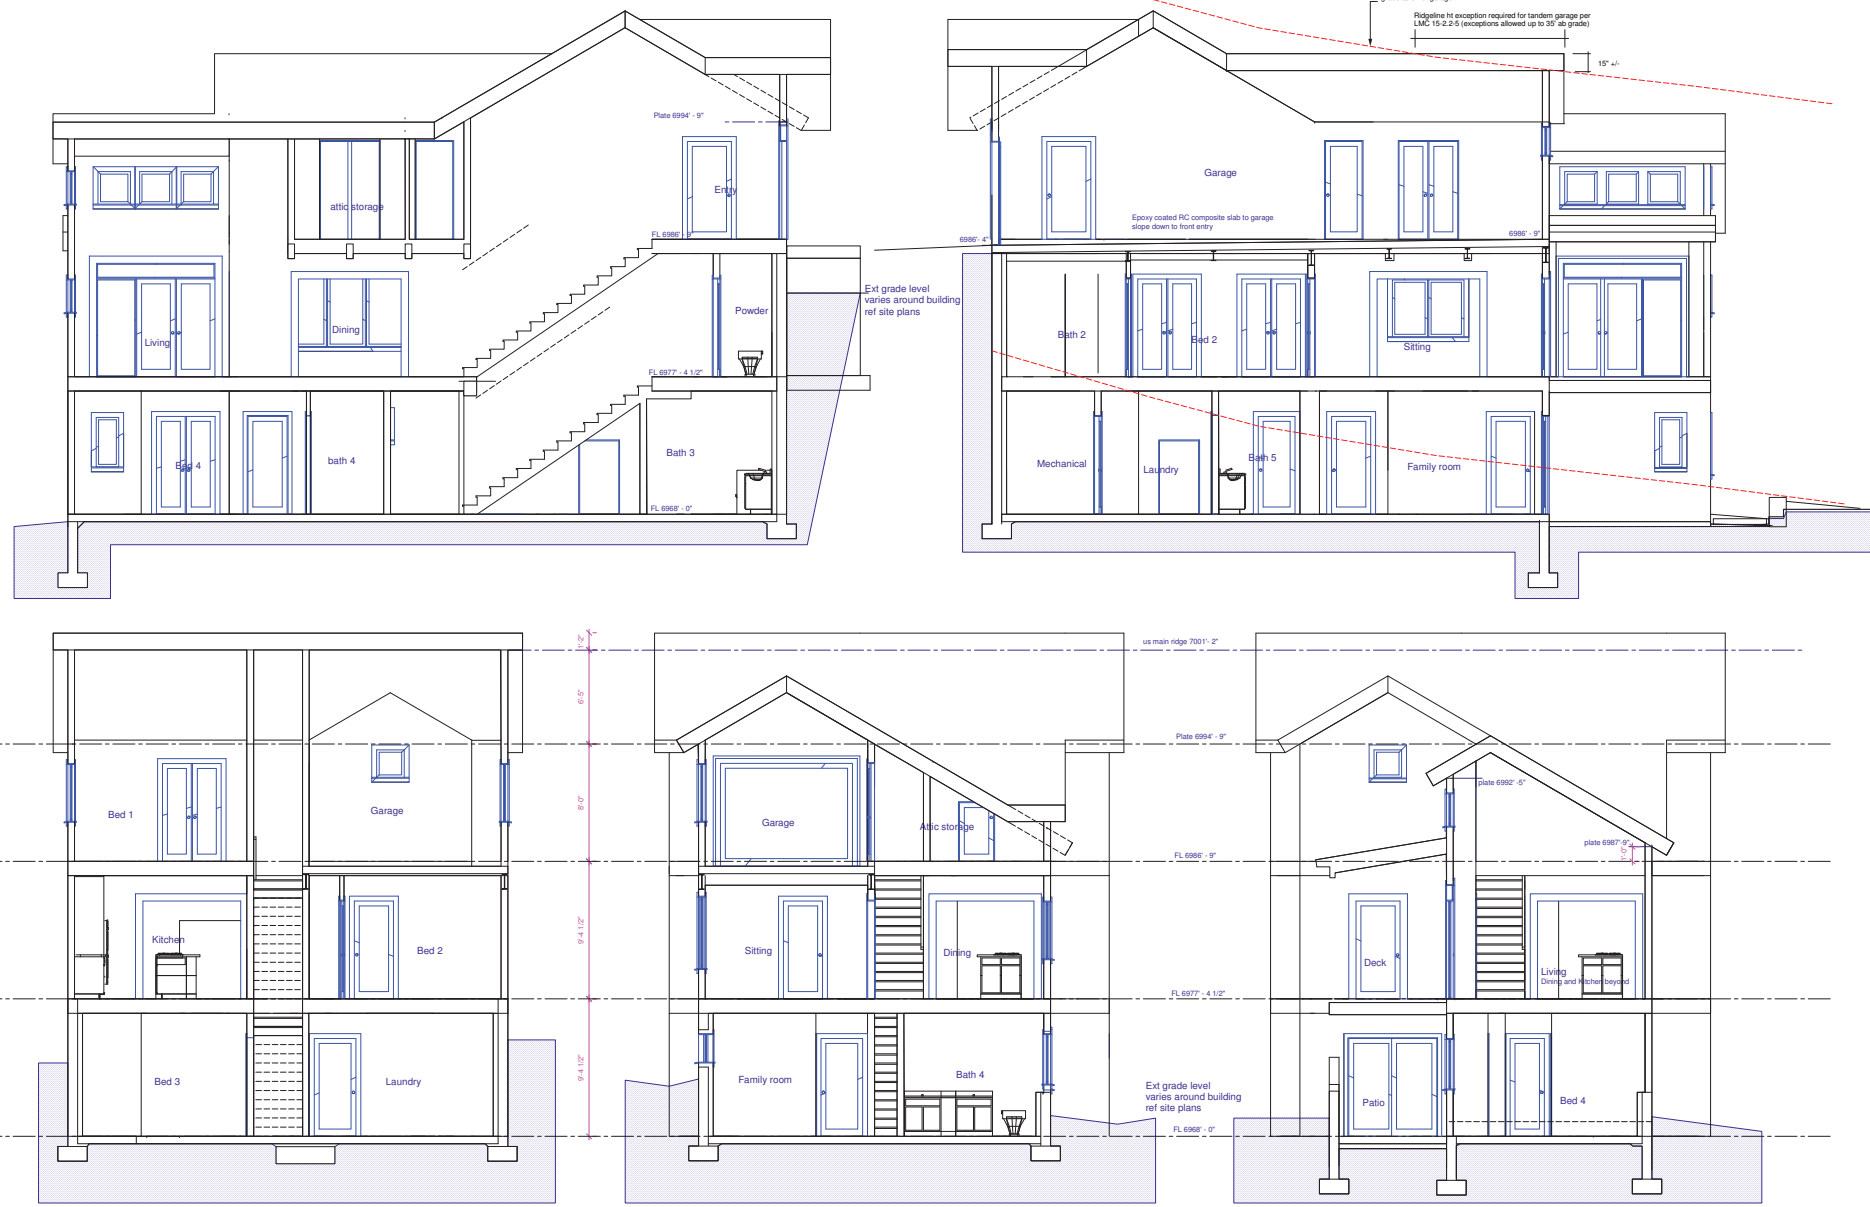 Ridgeline ht exception required for tandem garage per
LMC 15-2.2-5 (exceptions allowed up to 35' ab grade)
15" +/-
Plate 6994' - 9"
Entry
attic storage
FL 6986' - 9"
Living
Dining
Powder
Ext grade level
varies around building
ref site plans
FL 6977' - 4 1/2"
Bed 4
bath 4
Bath 3
FL 6968' - 0"
Garage
Epoxy coated RC composite slab to garage
slope down to front entry
6986'- 4"
6986' - 9"
Bath 2
Bed 2
Sitting
Mechanical
Laundry
Bath 5
Family room
1'-2"
6'-5"
8'-0"
9'-4 1/2"
9'-4 1/2"
us main ridge 7001'- 2"
Plate 6994' - 9"
FL 6986' - 9"
FL 6977' - 4 1/2"
Ext grade level
varies around building
ref site plans
FL 6968' - 0"
Bed 1
Garage
Kitchen
Bed 2
Bed 3
Laundry
Garage
Attic storage
Sitting
Dining
Family room
Bath 4
plate 6992' -5"
plate 6987'-9"
1'-0"
Deck
Living
Dining and Kitchen beyond
Patio
Bed 4